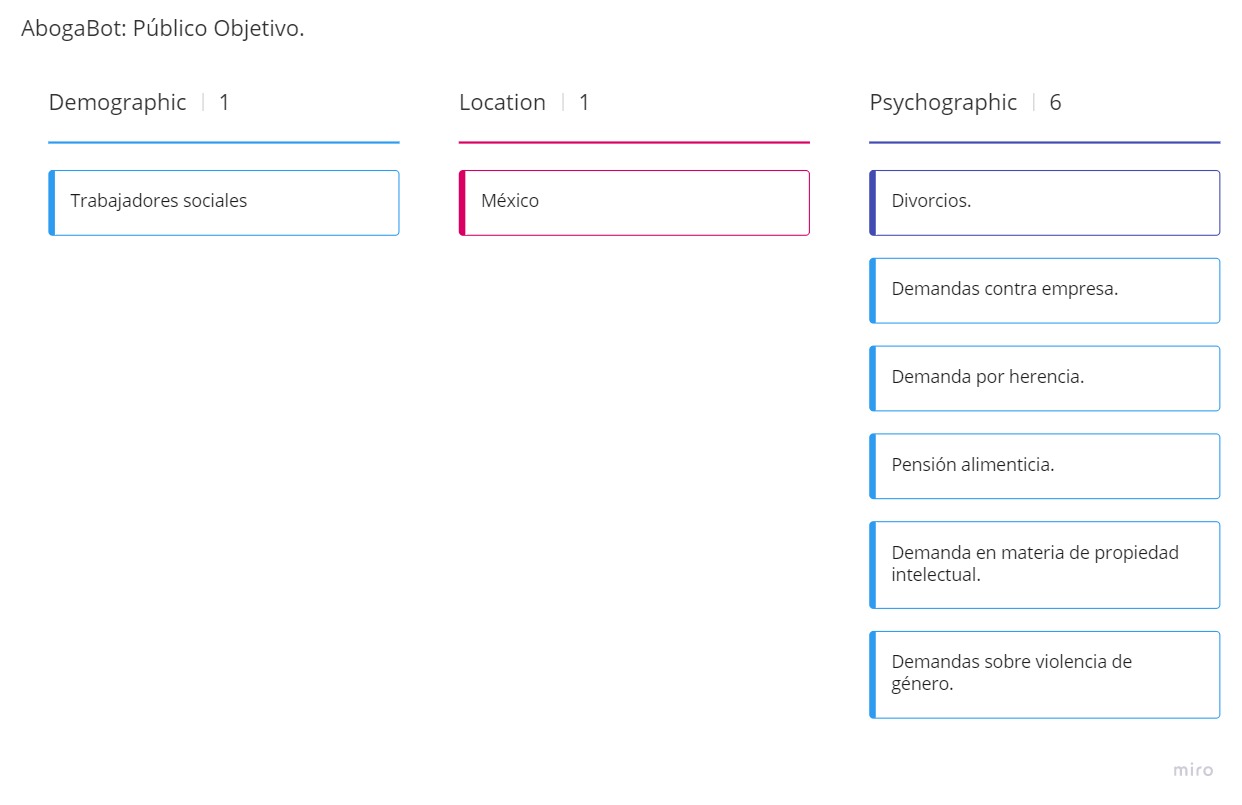 AbogaBot: Público Objetivo.
Demographic | 1
Trabajadores sociales
Location | 1
México
Psychographic | 6
Divorcios.
Demandas contra empresa.
Demanda por herencia.
Pensión alimenticia.
Demanda en materia de propiedad
intelectual.
Demandas sobre violencia de
género.
miro